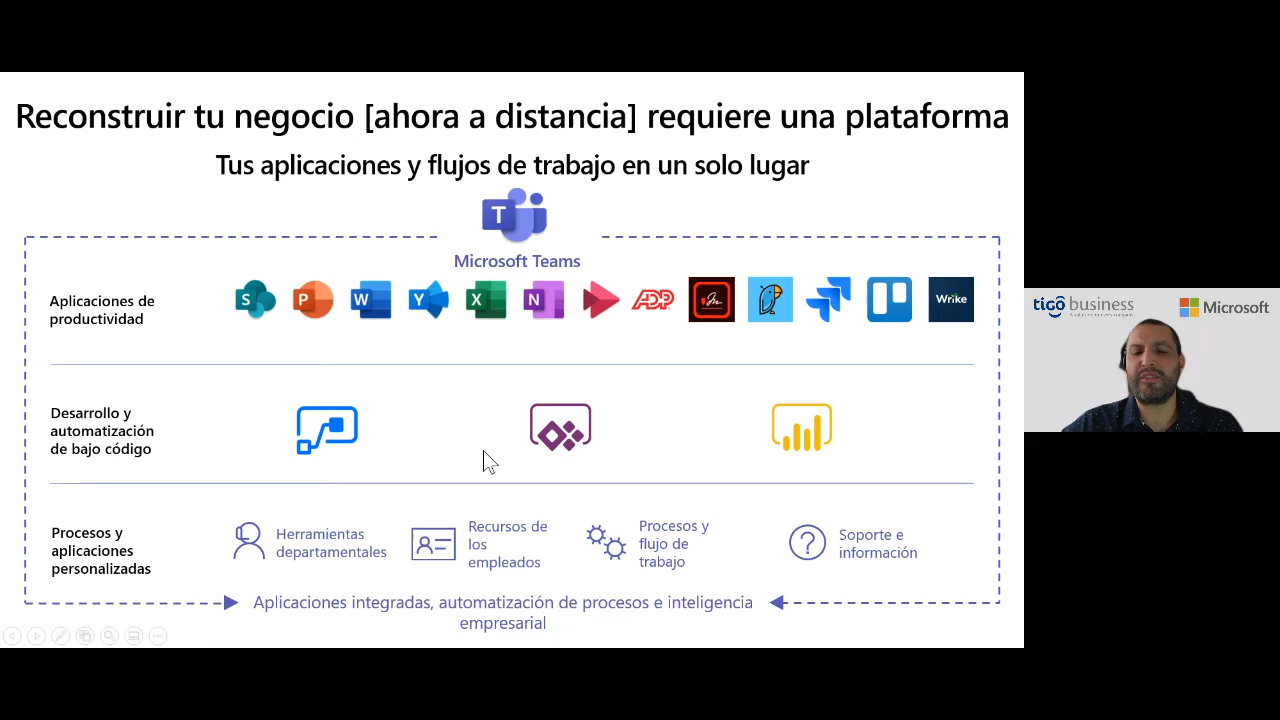 Reconstruir tu negocio [ahora a distancia] requiere una plataforma
Tus aplicaciones y flujos de trabajo en un solo lugar
T
Microsoft Teams
Aplicaciones de
productividad
S
P
W
Y
X
N
ADP
Wrike
Desarrollo y
automatización
de bajo código
Procesos y
aplicaciones
personalizadas
Herramientas
departamentales
Recursos de
los
empleados
Procesos y
flujo de
trabajo
?
Soporte e
información
Aplicaciones integradas, automatización de procesos e inteligencia
empresarial
tigo business
Microsoft